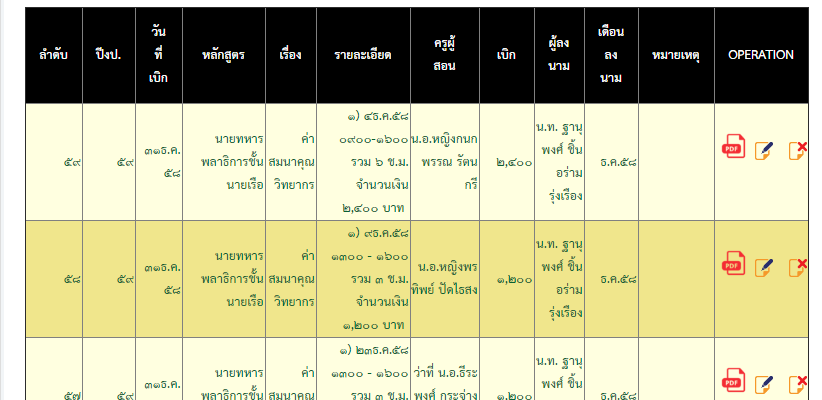 ลำดับ
ปีงป.
วัน
ที่
เบิก
หลักสูตร
เรื่อง
รายละเอียด
ครูผู้
สอน
เบิก
ผู้ลง
นาม
เดือน
ลง
นาม
หมายเหตุ
OPERATION
๕๙
๕๙
๓๑ธ.ค.
๕๘
นายทหาร
พลาธิการชั้น
นายเรือ
ค่า
สมนาคุณ
วิทยากร
๑) ๔ธ.ค.๕๘
๐๙๐๐-๑๖๐๐
รวม ๖ ช.ม.
จำนวนเงิน
๒,๔๐๐ บาท
น.อ.หญิงกนก
พรรณ รัตน
กรี
๒,๔๐๐
น.ท. ฐานุ
พงศ์ ชิ้น
อร่าม
รุ่งเรือง
ธ.ค.๕๘
PDF
๕๘
๕๙
๓๑ธ.ค.
๕๘
นายทหาร
พลาธิการชั้น
นายเรือ
ค่า
สมนาคุณ
วิทยากร
๑) ๙ธ.ค.๕๘
๑๓๐๐ - ๑๖๐๐
รวม ๓ ช.ม.
จำนวนเงิน
๑,๒๐๐ บาท
น.อ.หญิงพร
ทิพย์ ปัดไธสง
๑,๒๐๐
น.ท. ฐานุ
พงศ์ ชิ้น
อร่าม
รุ่งเรือง
ธ.ค.๕๘
PDF
๕๗
๕๙
๓๑ธ.ค.
นายทหาร
พลาธิการชั้น
ค่า
สมนาคุณ
๑) ๒๓ธ.ค.๕๘
๑๓๐๐ - ๑๖๐๐
รวม ๓ ช.ม.
ว่าที่ น.อ.ธีระ
พงศ์ กระจ่าง
๑,๒๐๐
น.ท. ฐานุ
พงศ์ ชิ้น
ธ.ค.๕๘
PDF